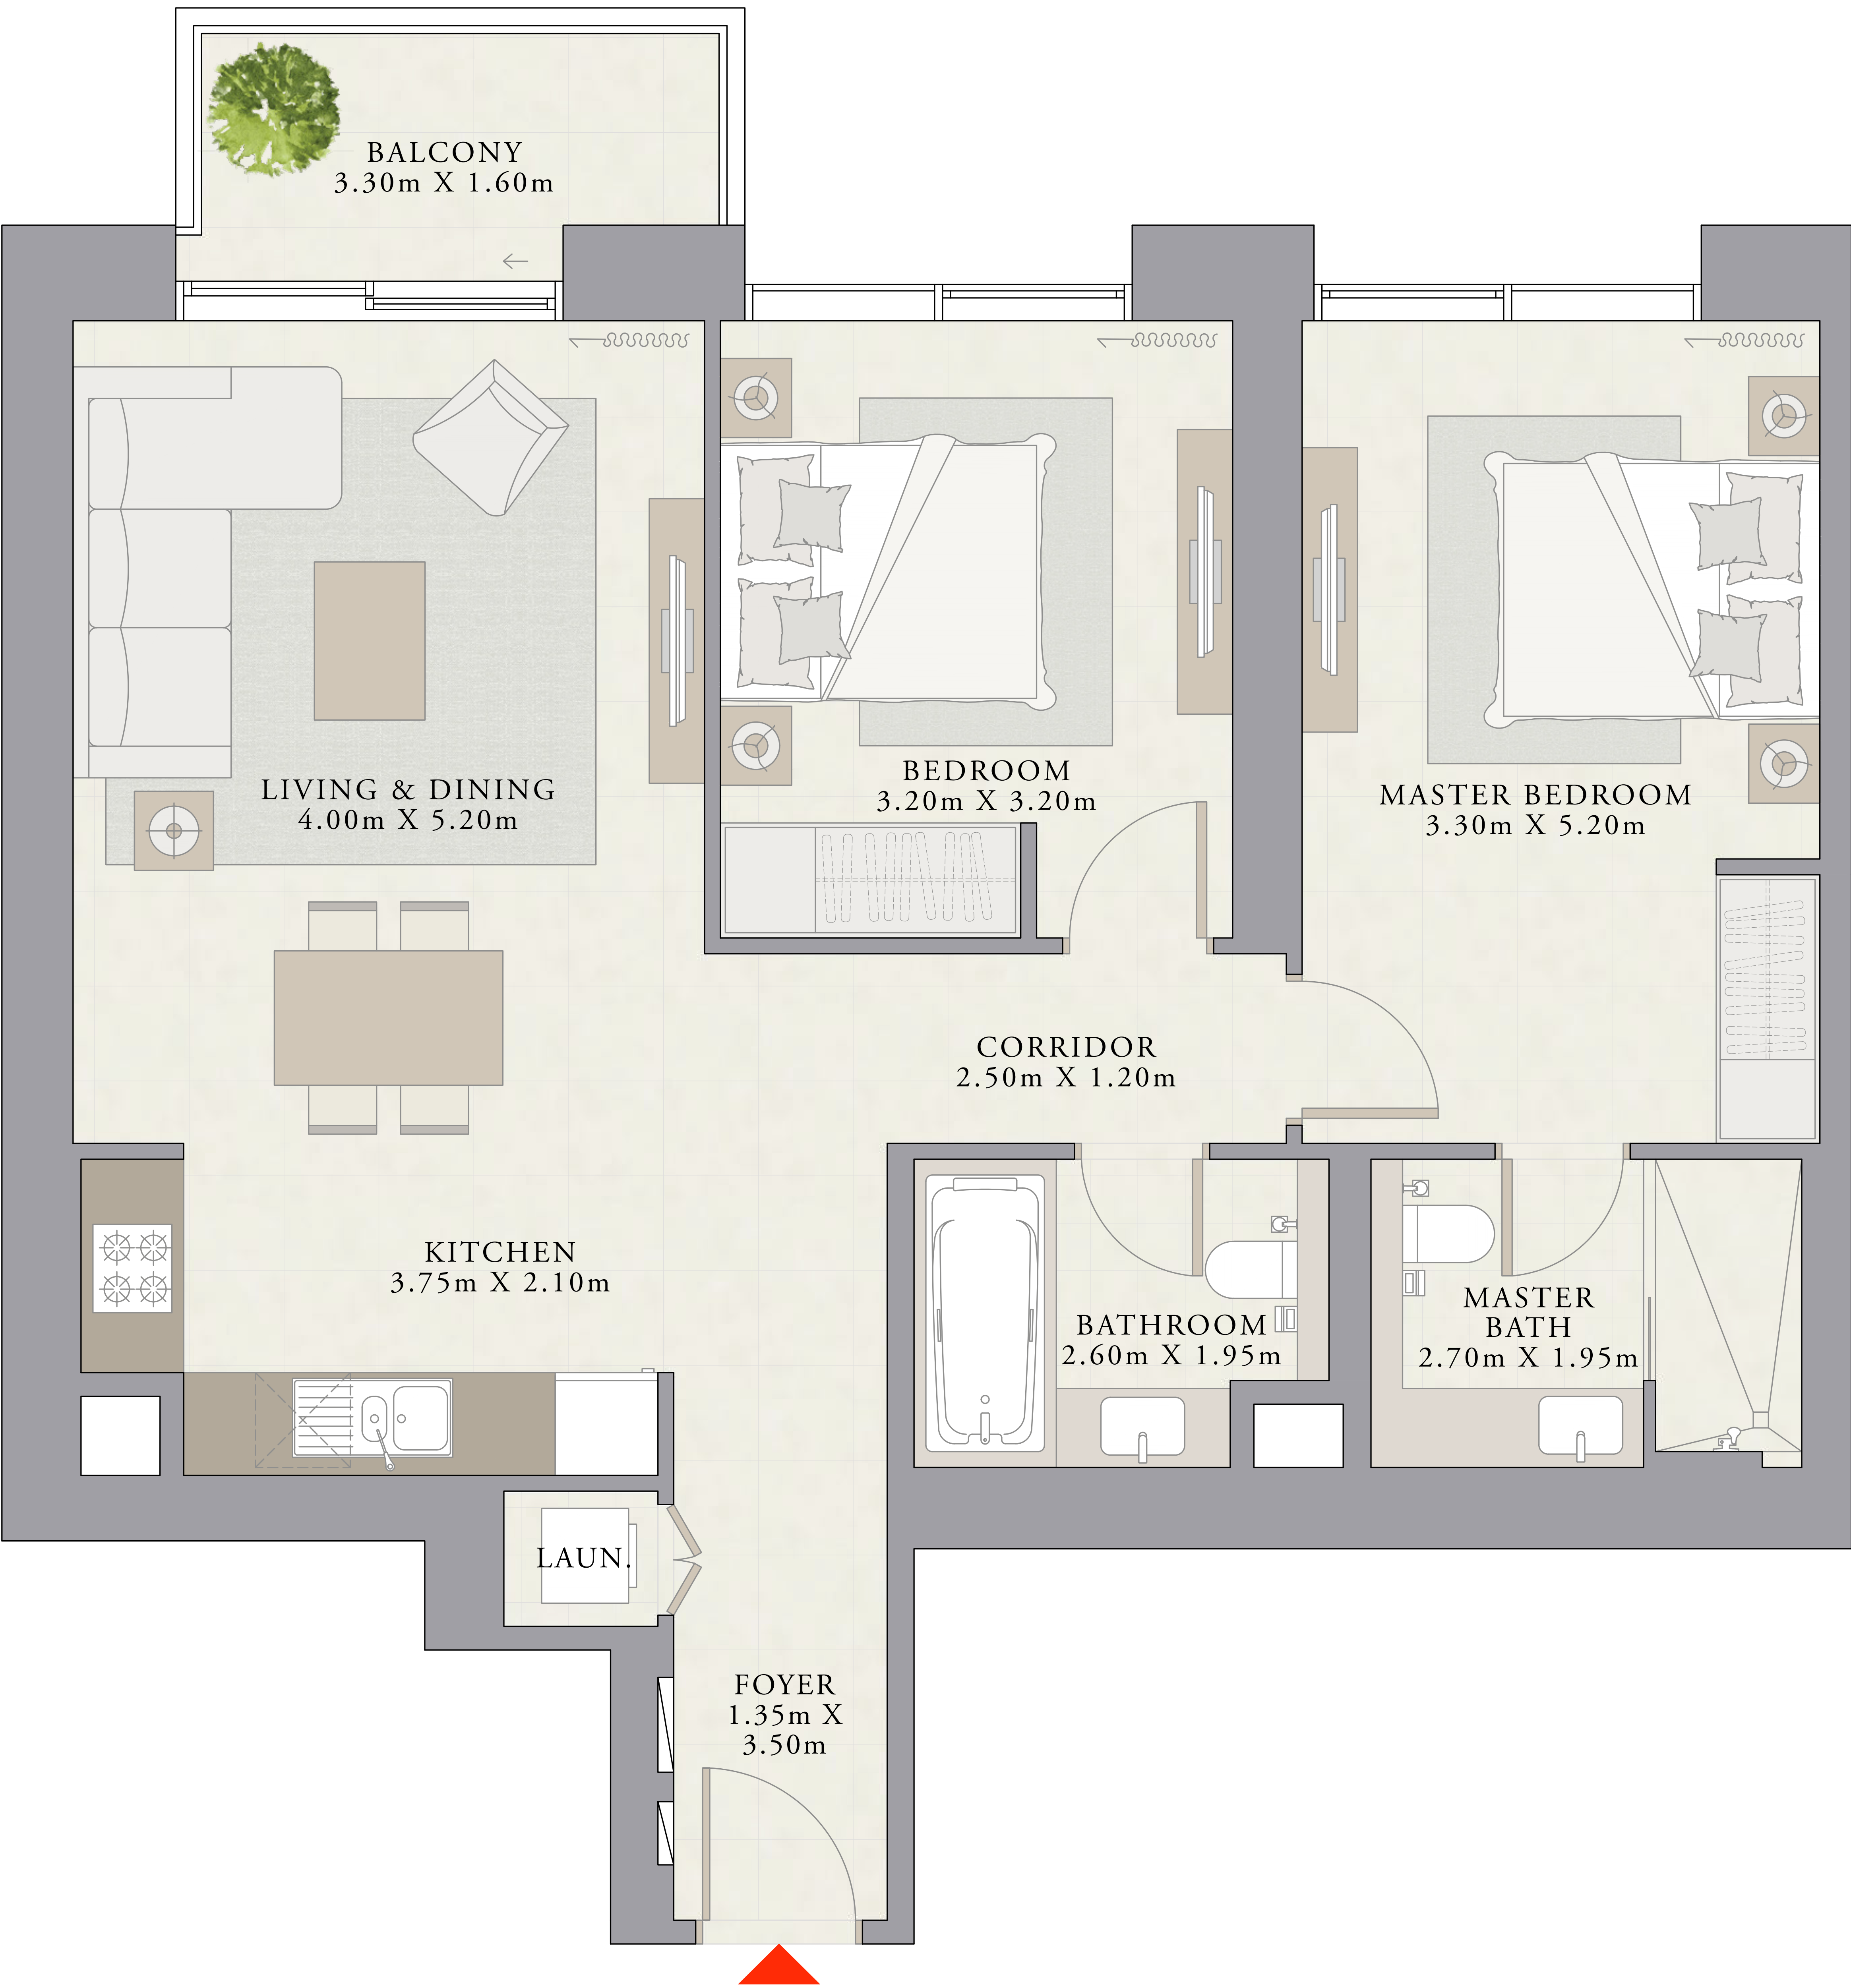 BALCONY
3.30m X 1.60m
LIVING & DINING
4.00m X 5.20m
BEDROOM
3.20m X 3.20m
MASTER BEDROOM
3.30m X 5.20m
CORRIDOR
2.50m X 1.20m
KITCHEN
3.75m X 2.10m
BATHROOM
2.60m X 1.95m
MASTER
BATH
2.70m X 1.95m
LAUN.
FOYER
1.35m X
3.50m